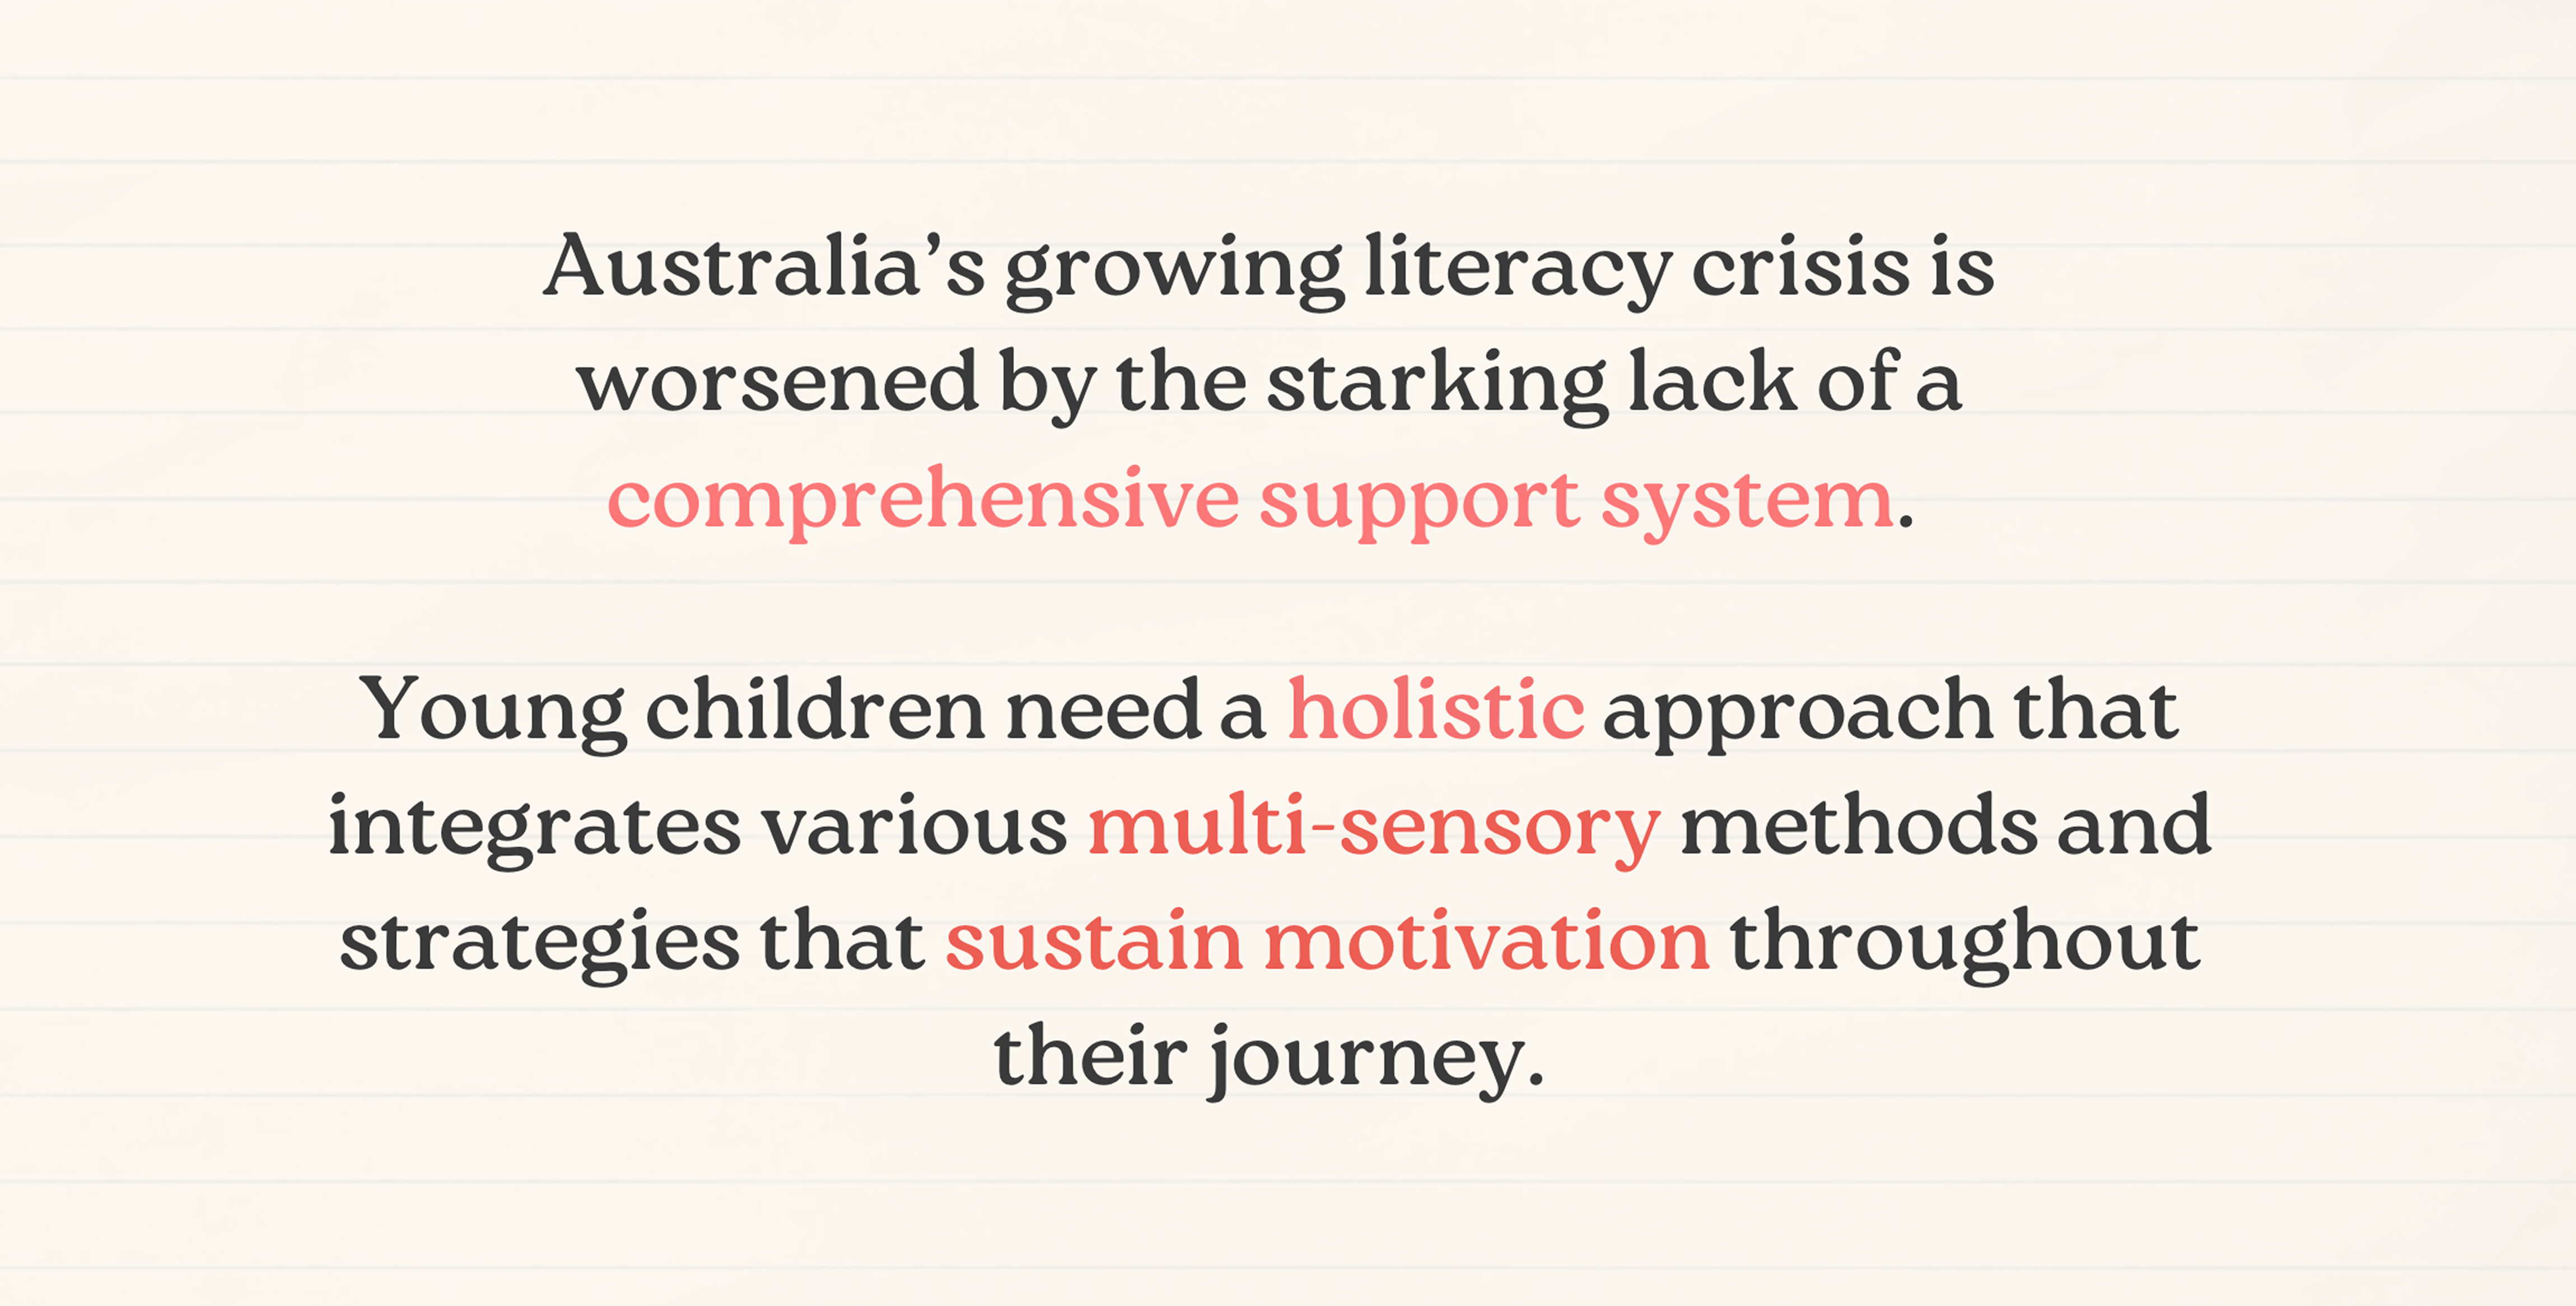 Australia’s growing literacy crisis is
worsened by the starking lack of a
comprehensive support system.
Young children need a holistic approach that
integrates various multi-sensory methods and
strategies that sustain motivation throughout
their journey.